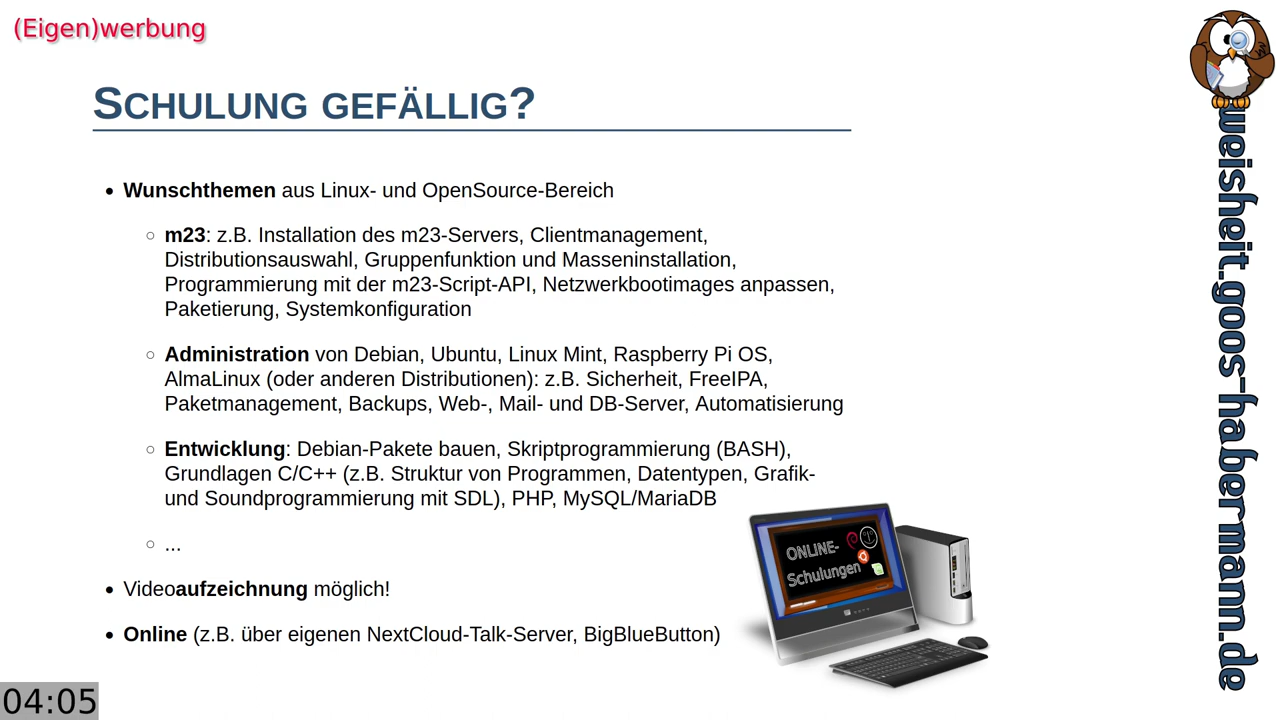 (Eigen)werbung
SCHULUNG GEFÄLLIG?
• Wunschthemen aus Linux- und OpenSource-Bereich
○ m23: z.B. Installation des m23-Servers, Clientmanagement,
Distributionsauswahl, Gruppenfunktion und Masseninstallation,
Programmierung mit der m23-Script-API, Netzwerkbootimages anpassen,
Paketierung, Systemkonfiguration
○ Administration von Debian, Ubuntu, Linux Mint, Raspberry Pi OS,
AlmaLinux (oder anderen Distributionen): z.B. Sicherheit, FreeIPA,
Paketmanagement, Backups, Web-, Mail- und DB-Server, Automatisierung
○ Entwicklung: Debian-Pakete bauen, Skriptprogrammierung (BASH),
Grundlagen C/C++ (z.B. Struktur von Programmen, Datentypen, Grafik-
und Soundprogrammierung mit SDL), PHP, MySQL/MariaDB
○ ...
• Videoaufzeichnung möglich!
• Online (z.B. über eigenen NextCloud-Talk-Server, BigBlueButton)
ONLINE-
Schulungen
weisheit.goos-habermann.de
04:05